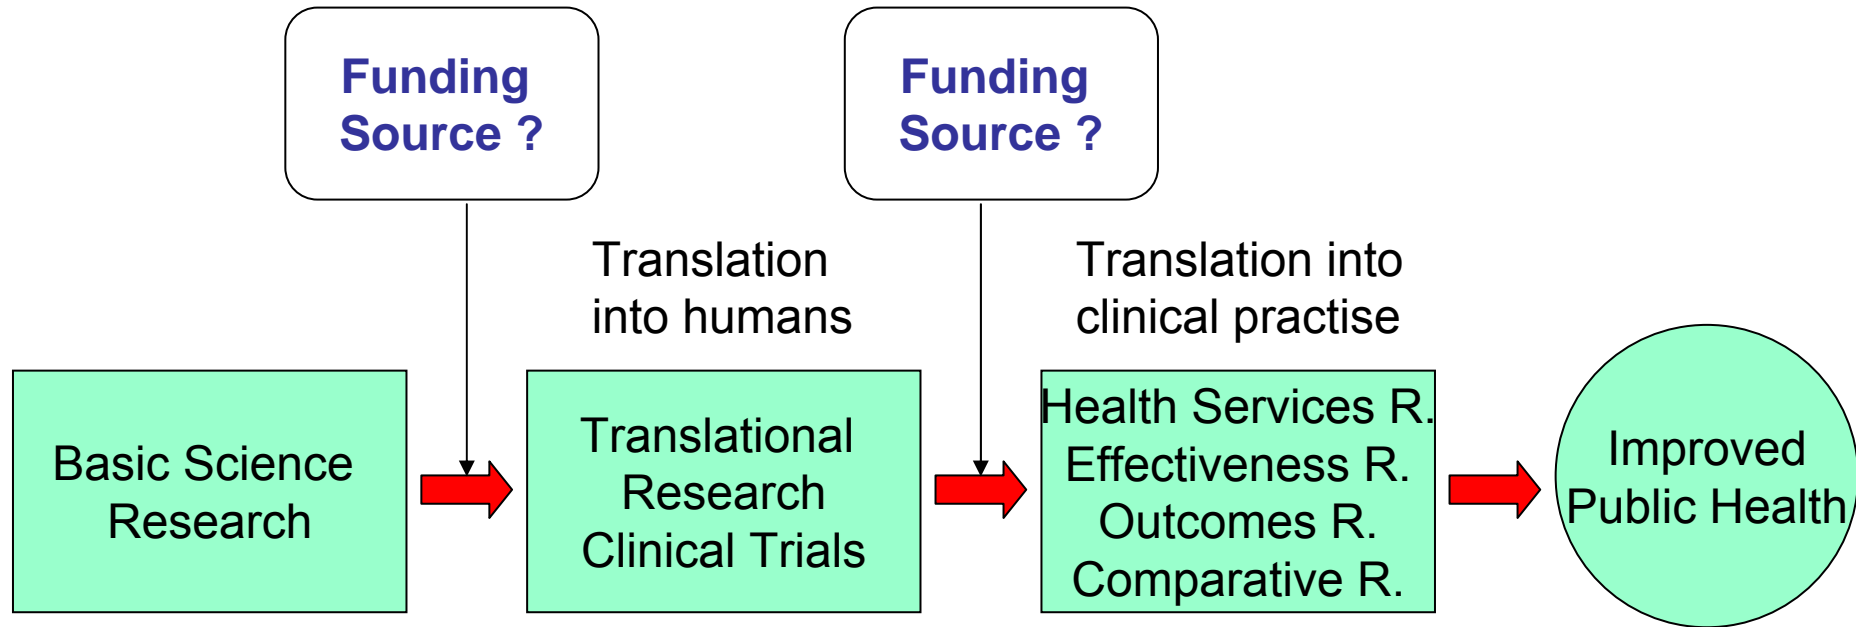 Funding
Source ?
Funding
Source ?
Translation
into humans
Translation into
clinical practise
Basic Science
Research
Translational
Research
Clinical Trials
Health Services R.
Effectiveness R.
Outcomes R.
Comparative R.
Improved
Public Health